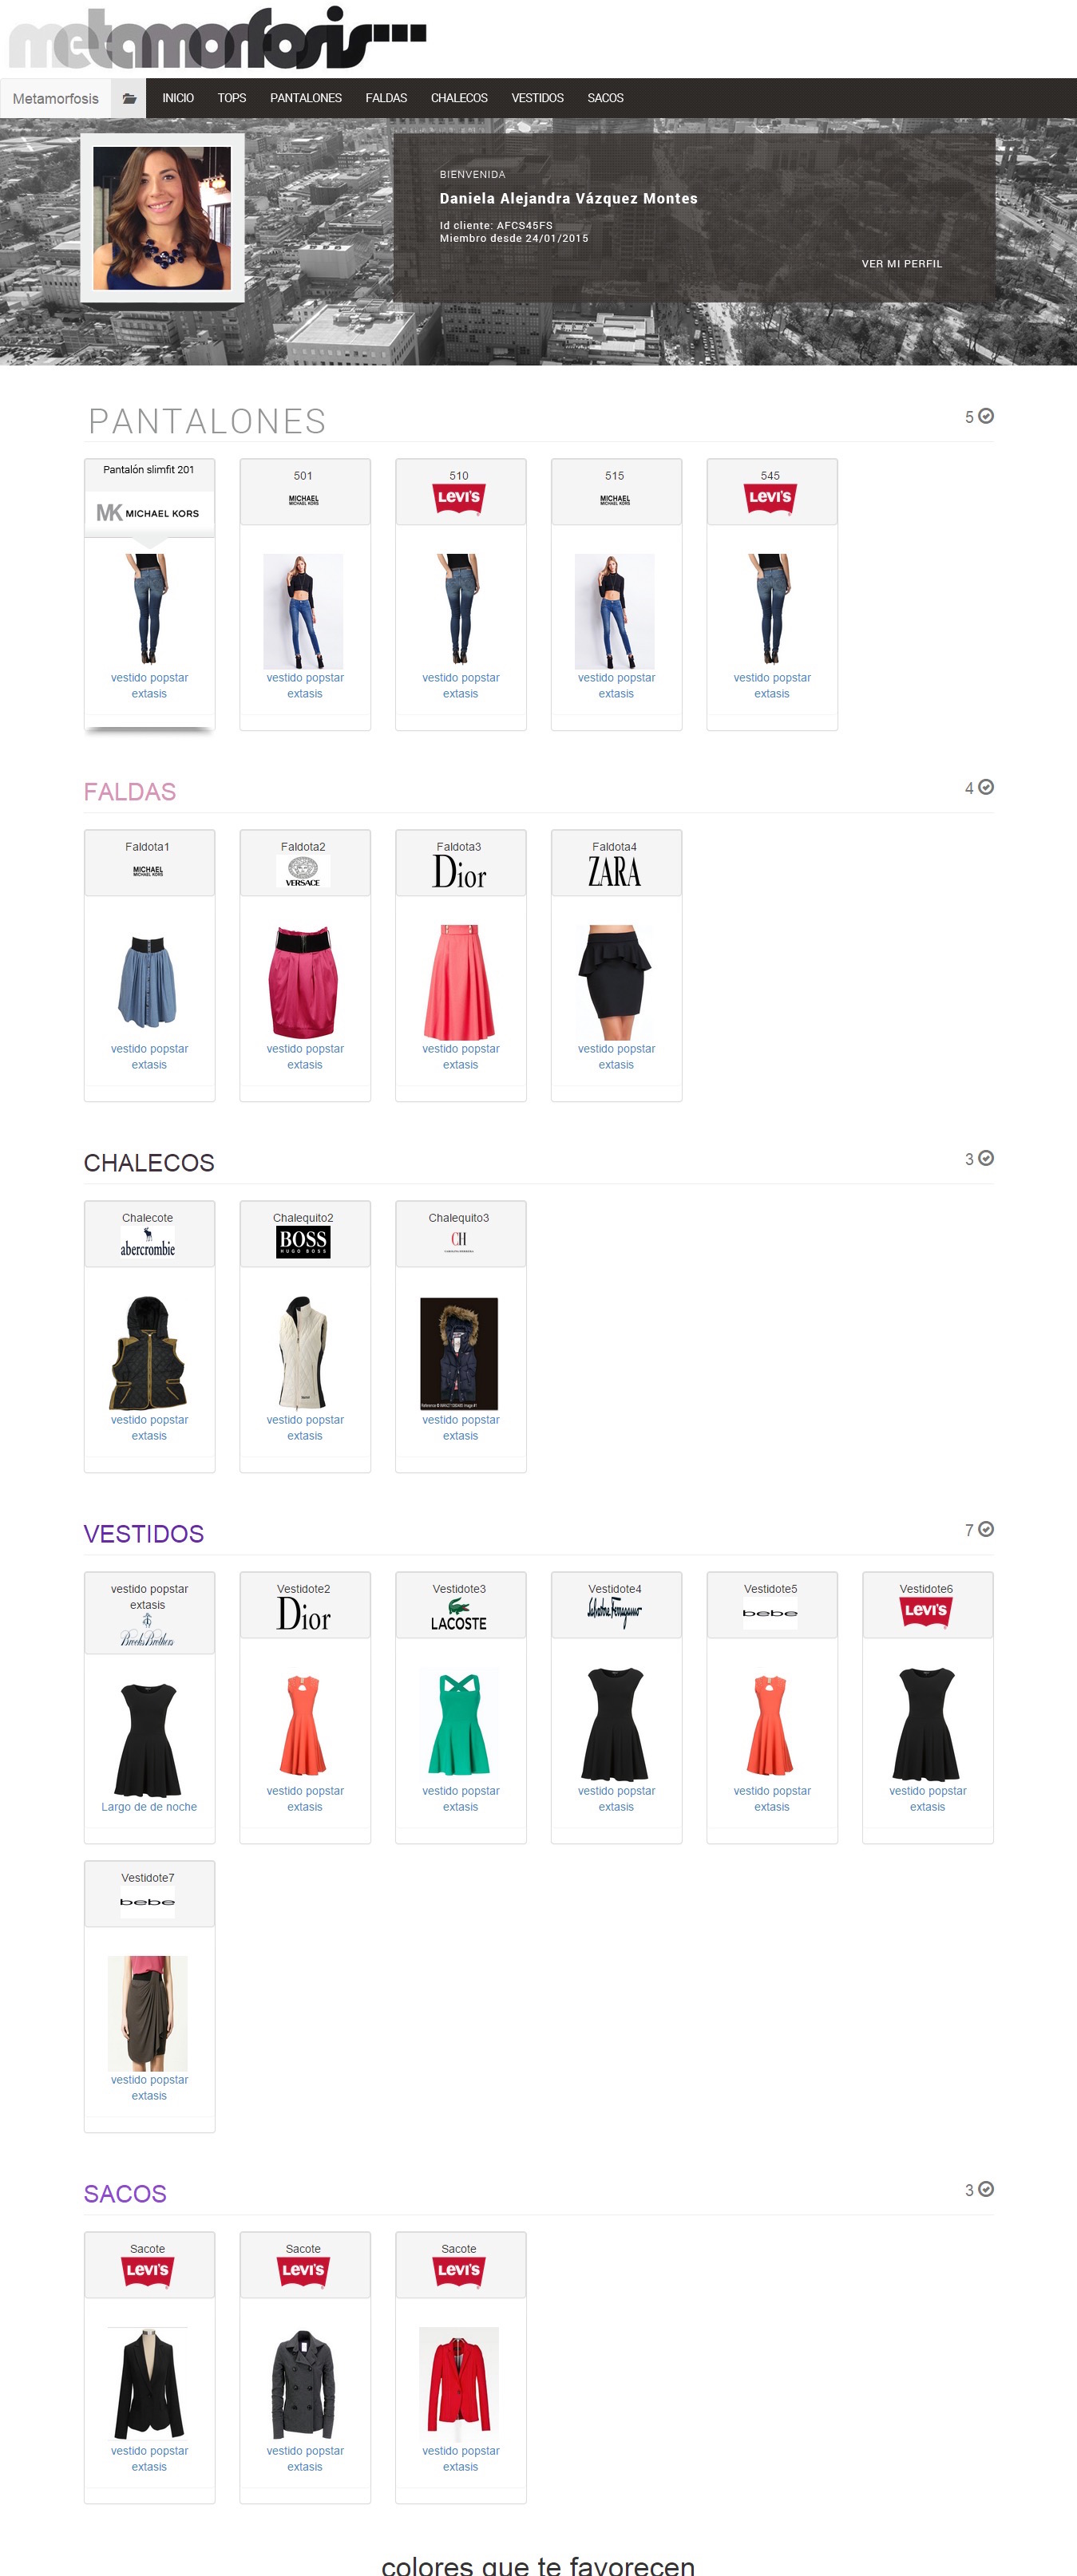 metamorfosis...
Metamorfosis INICIO TOPS PANTALONES FALDAS CHALECOS VESTIDOS SACOS
BIENVENIDA
Daniela Alejandra Vázquez Montes
Id cliente: AFCS45FS
Miembro desde 24/01/2015
VER MI PERFIL
PANTALONES 5
Pantalón slimfit 201
MK MICHAEL KORS
vestido popstar
extasis
501
MICHAEL
MICHAEL KORS
vestido popstar
extasis
510
LEVI'S
vestido popstar
extasis
515
MICHAEL
MICHAEL KORS
vestido popstar
extasis
545
LEVI'S
vestido popstar
extasis
FALDAS 4
Faldota1
MICHAEL
MICHAEL KORS
vestido popstar
extasis
Faldota2
VERSACE
vestido popstar
extasis
Faldota3
Dior
vestido popstar
extasis
Faldota4
ZARA
vestido popstar
extasis
CHALECOS 3
Chalecote
abercrombie
vestido popstar
extasis
Chalequito2
BOSS
HUGO BOSS
vestido popstar
extasis
Chalequito3
CH
CAROLINA HERRERA
vestido popstar
extasis
VESTIDOS 7
vestido popstar
extasis
Brooks Brothers
Largo de de noche
Vestidote2
Dior
vestido popstar
extasis
Vestidote3
LACOSTE
vestido popstar
extasis
Vestidote4
Salvatore Ferragamo
vestido popstar
extasis
Vestidote5
bebe
vestido popstar
extasis
Vestidote6
LEVI'S
vestido popstar
extasis
Vestidote7
bebe
vestido popstar
extasis
SACOS 3
Sacote
LEVI'S
vestido popstar
extasis
Sacote
LEVI'S
vestido popstar
extasis
Sacote
LEVI'S
vestido popstar
extasis
colores que te favorecen